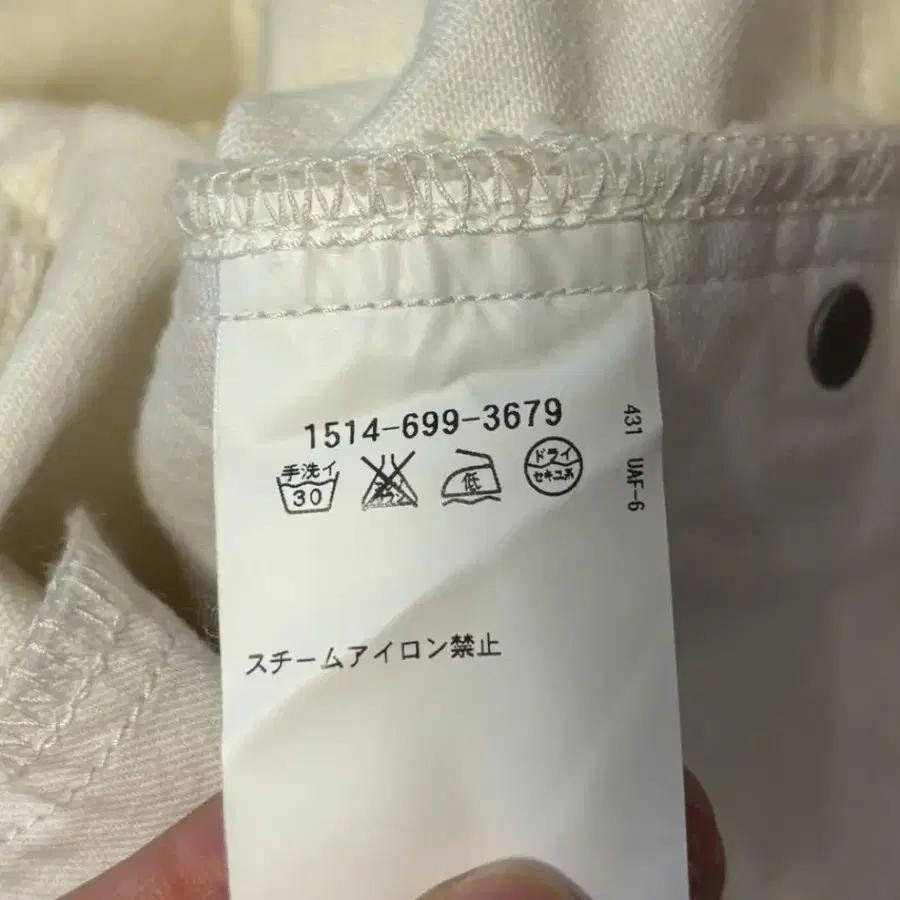 1514-699-3679
手洗イ
30
低
ドライ
セキユ系
スチームアイロン禁止
431 UAF-6